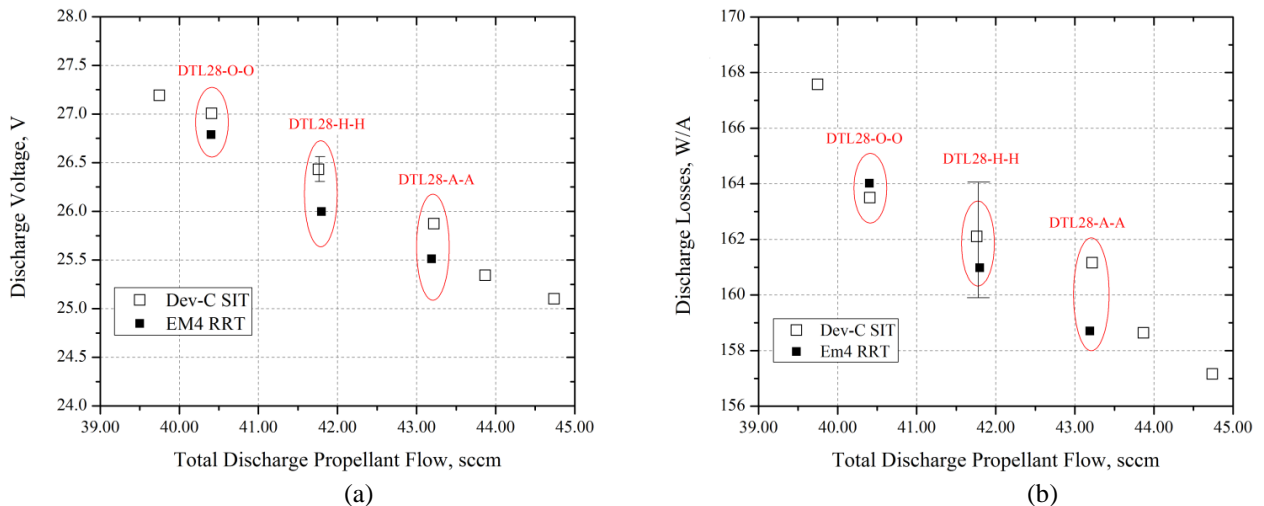 28.0
27.5
27.0
26.5
26.0
25.5
25.0
24.5
24.0
Discharge Voltage, V
DTL28-O-O
DTL28-H-H
DTL28-A-A
Dev-C SIT
EM4 RRT
39.00 40.00 41.00 42.00 43.00 44.00 45.00
Total Discharge Propellant Flow, sccm
(a)
170
168
166
164
162
160
158
156
Discharge Losses, W/A
DTL28-O-O
DTL28-H-H
DTL28-A-A
Dev-C SIT
Em4 RRT
39.00 40.00 41.00 42.00 43.00 44.00 45.00
Total Discharge Propellant Flow, sccm
(b)